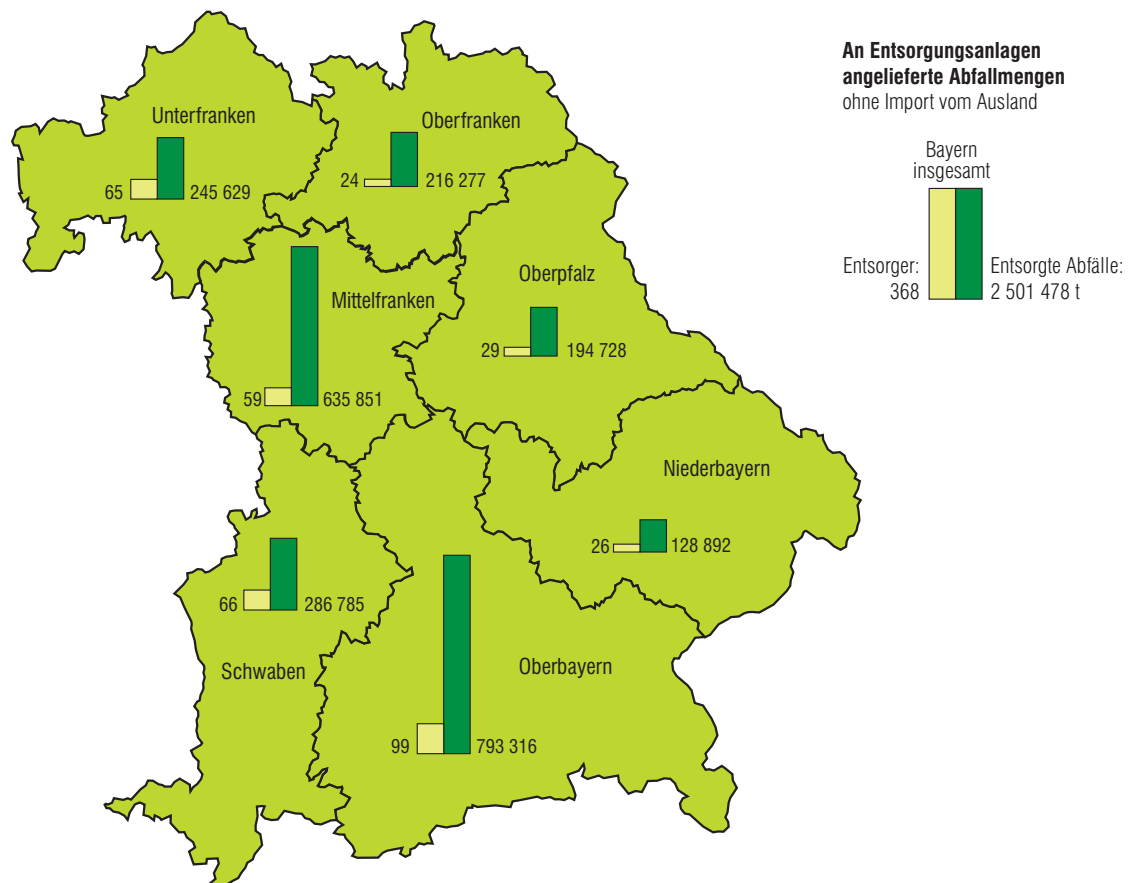 An Entsorgungsanlagen
angelieferte Abfallmengen
ohne Import vom Ausland
Bayern
insgesamt
Entsorger:
368
Entsorgte Abfälle:
2 501 478 t
Unterfranken
65
245 629
Oberfranken
24
216 277
Mittelfranken
59
635 851
Oberpfalz
29
194 728
Niederbayern
26
128 892
66
286 785
Schwaben
Oberbayern
99
793 316